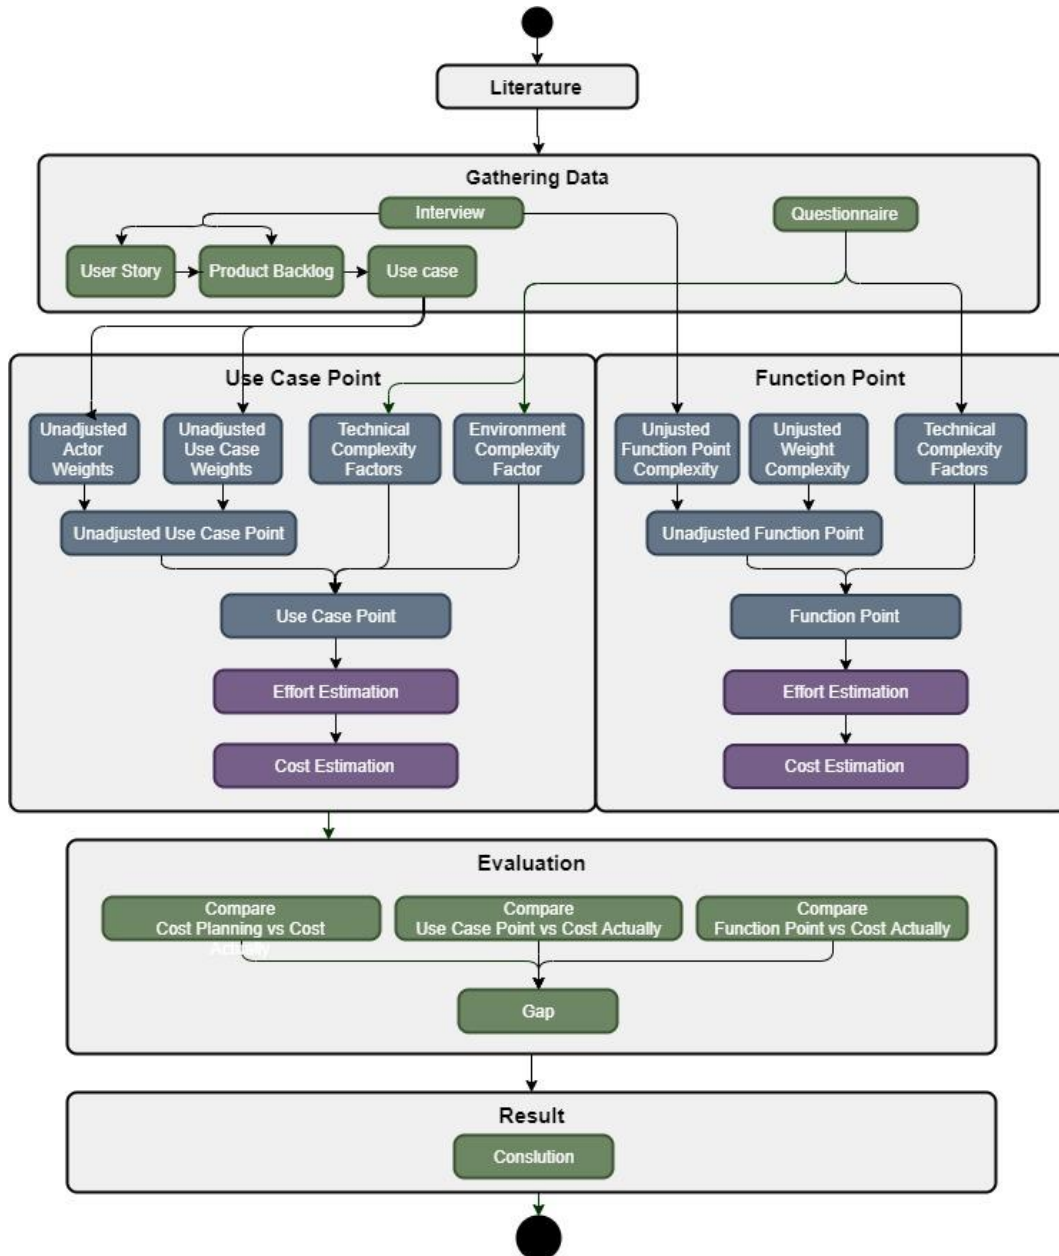 Literature
Gathering Data
Interview
Questionnaire
User Story
Product Backlog
Use case
Use Case Point
Unadjusted
Actor
Weights
Unadjusted
Use Case
Weights
Technical
Complexity
Factors
Environment
Complexity
Factor
Unadjusted Use Case Point
Use Case Point
Effort Estimation
Cost Estimation
Function Point
Unjusted
Function Point
Complexity
Unjusted
Weight
Complexity
Technical
Complexity
Factors
Unadjusted Function Point
Function Point
Effort Estimation
Cost Estimation
Evaluation
Compare
Cost Planning vs Cost
Actually
Compare
Use Case Point vs Cost Actually
Compare
Function Point vs Cost Actually
Gap
Result
Conslution